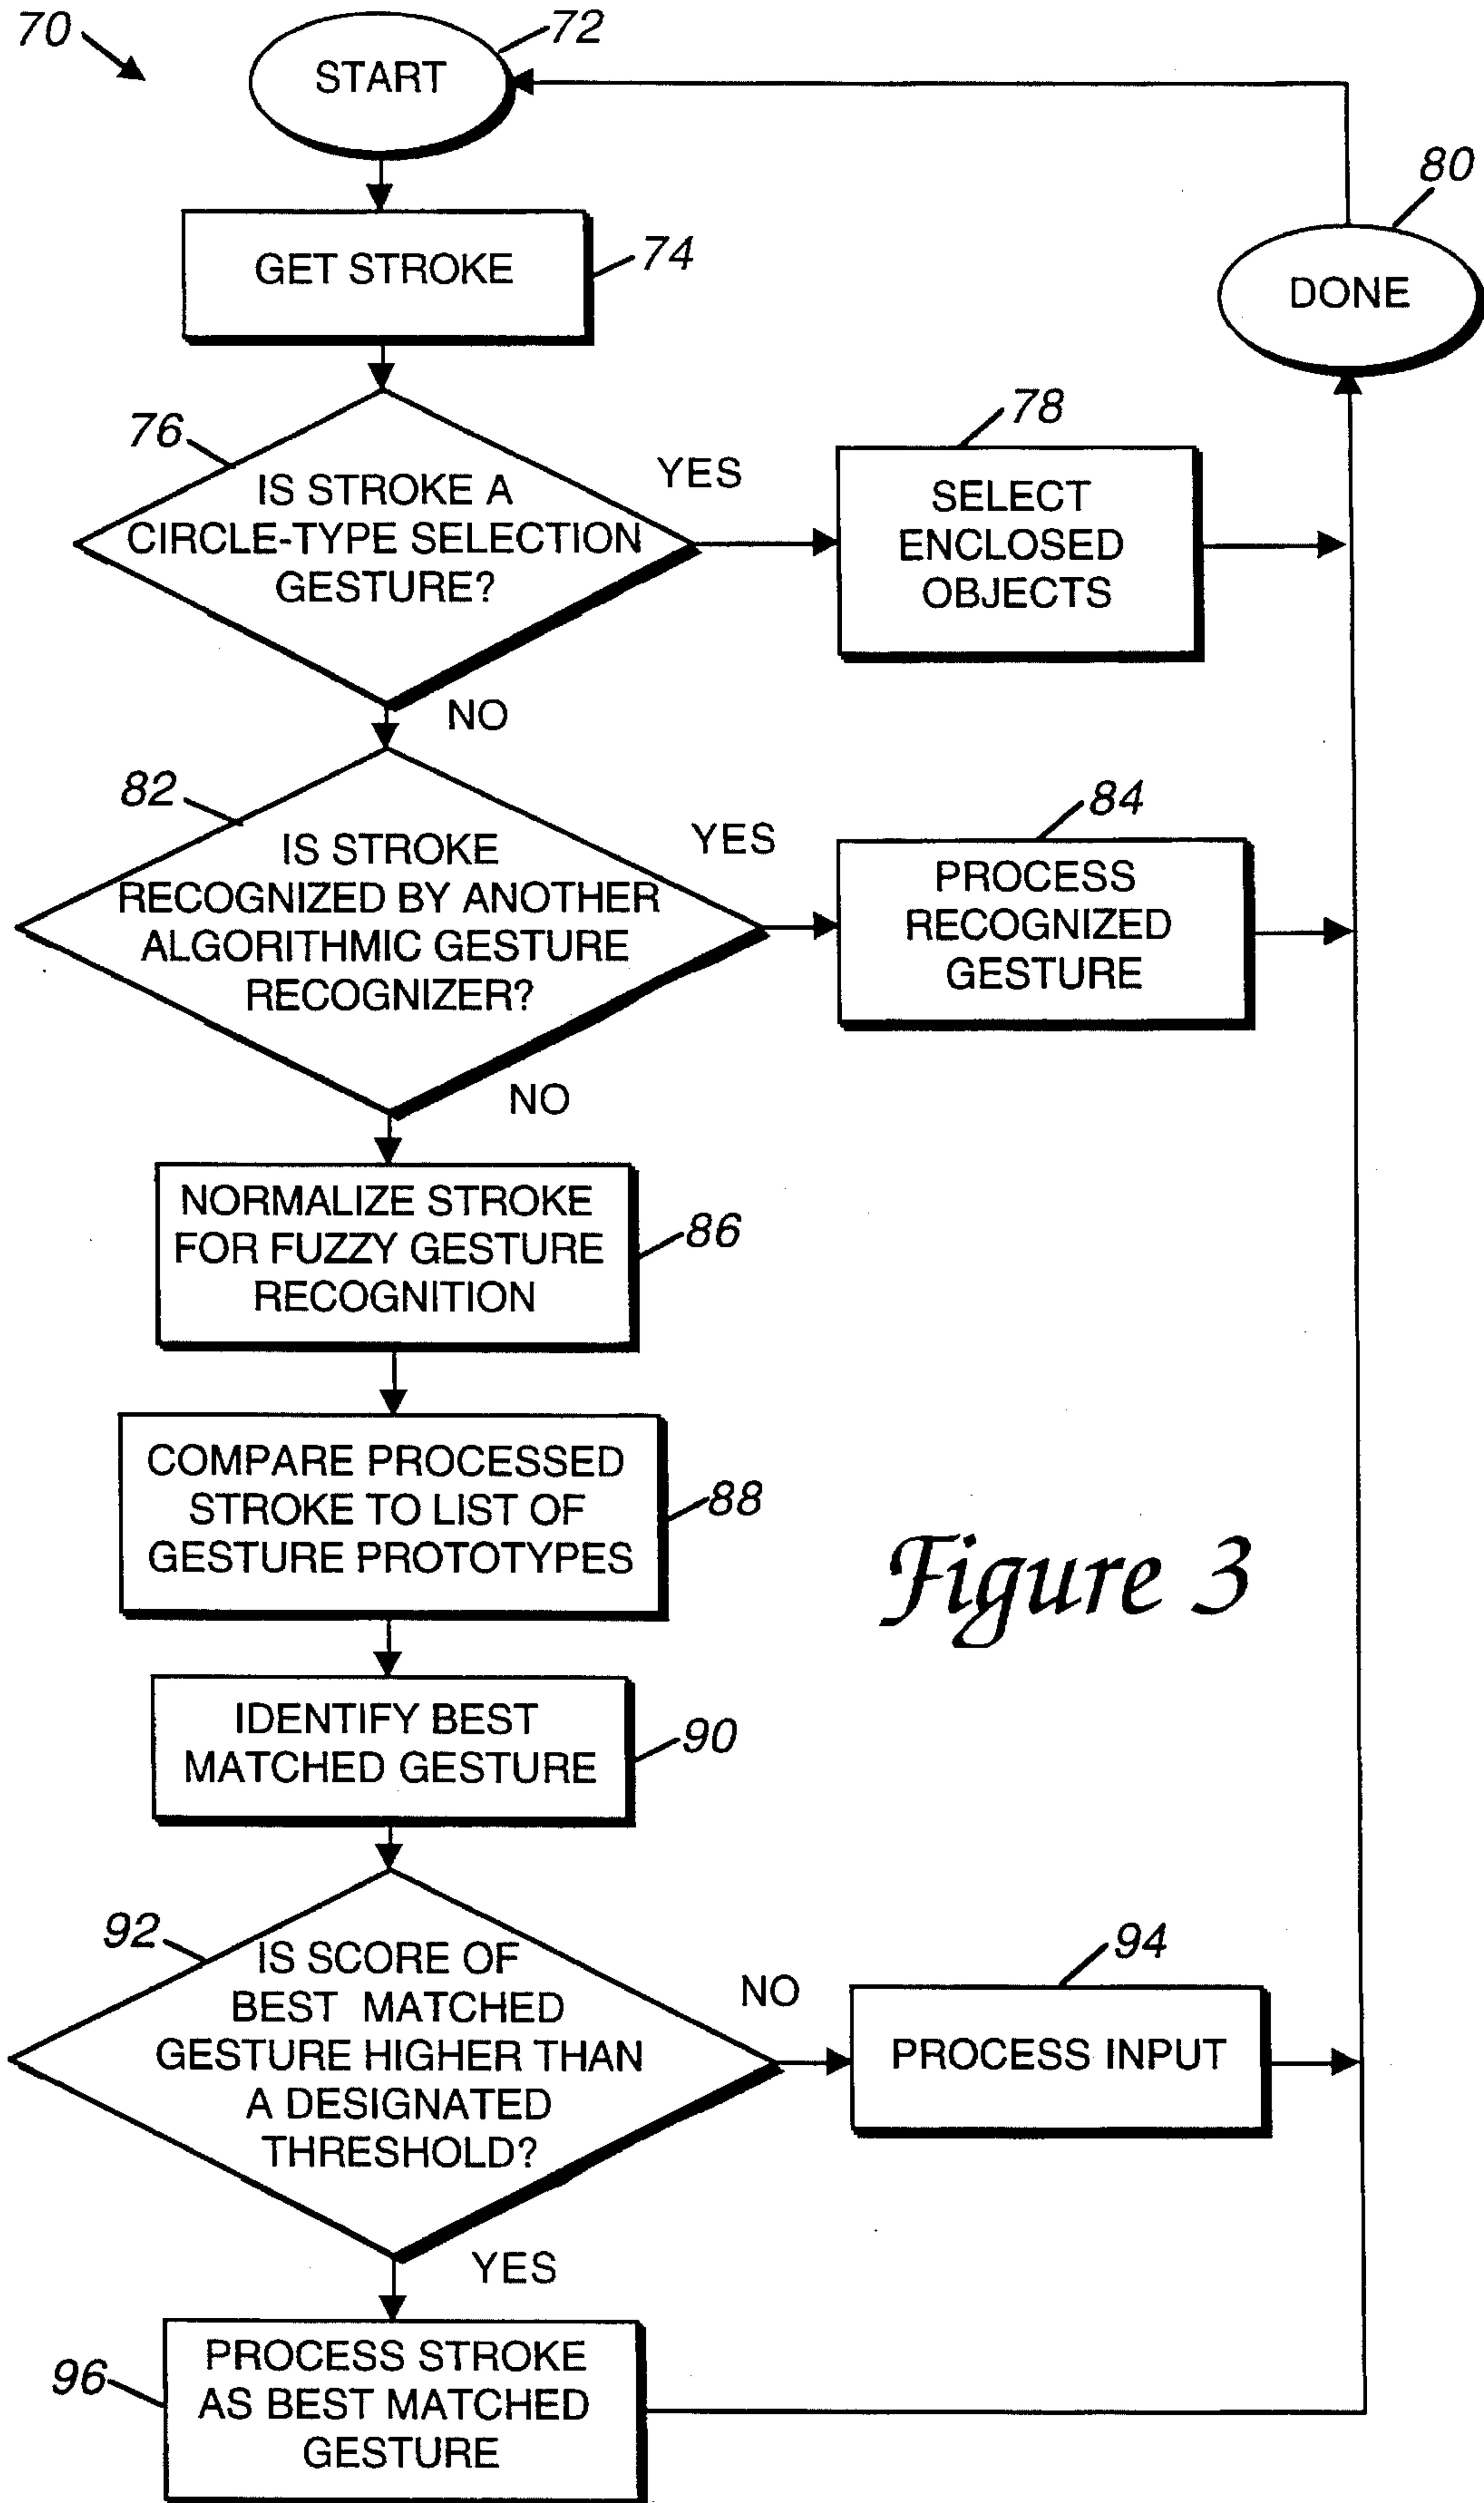 70
72
START
GET STROKE
74
80
DONE
76
IS STROKE A
CIRCLE-TYPE SELECTION
GESTURE?
YES
78
SELECT
ENCLOSED
OBJECTS
NO
82
IS STROKE
RECOGNIZED BY ANOTHER
ALGORITHMIC GESTURE
RECOGNIZER?
YES
84
PROCESS
RECOGNIZED
GESTURE
NO
NORMALIZE STROKE
FOR FUZZY GESTURE
RECOGNITION
86
COMPARE PROCESSED
STROKE TO LIST OF
GESTURE PROTOTYPES
88
Figure 3
IDENTIFY BEST
MATCHED GESTURE
90
92
IS SCORE OF
BEST MATCHED
GESTURE HIGHER THAN
A DESIGNATED
THRESHOLD?
NO
94
PROCESS INPUT
YES
96
PROCESS STROKE
AS BEST MATCHED
GESTURE